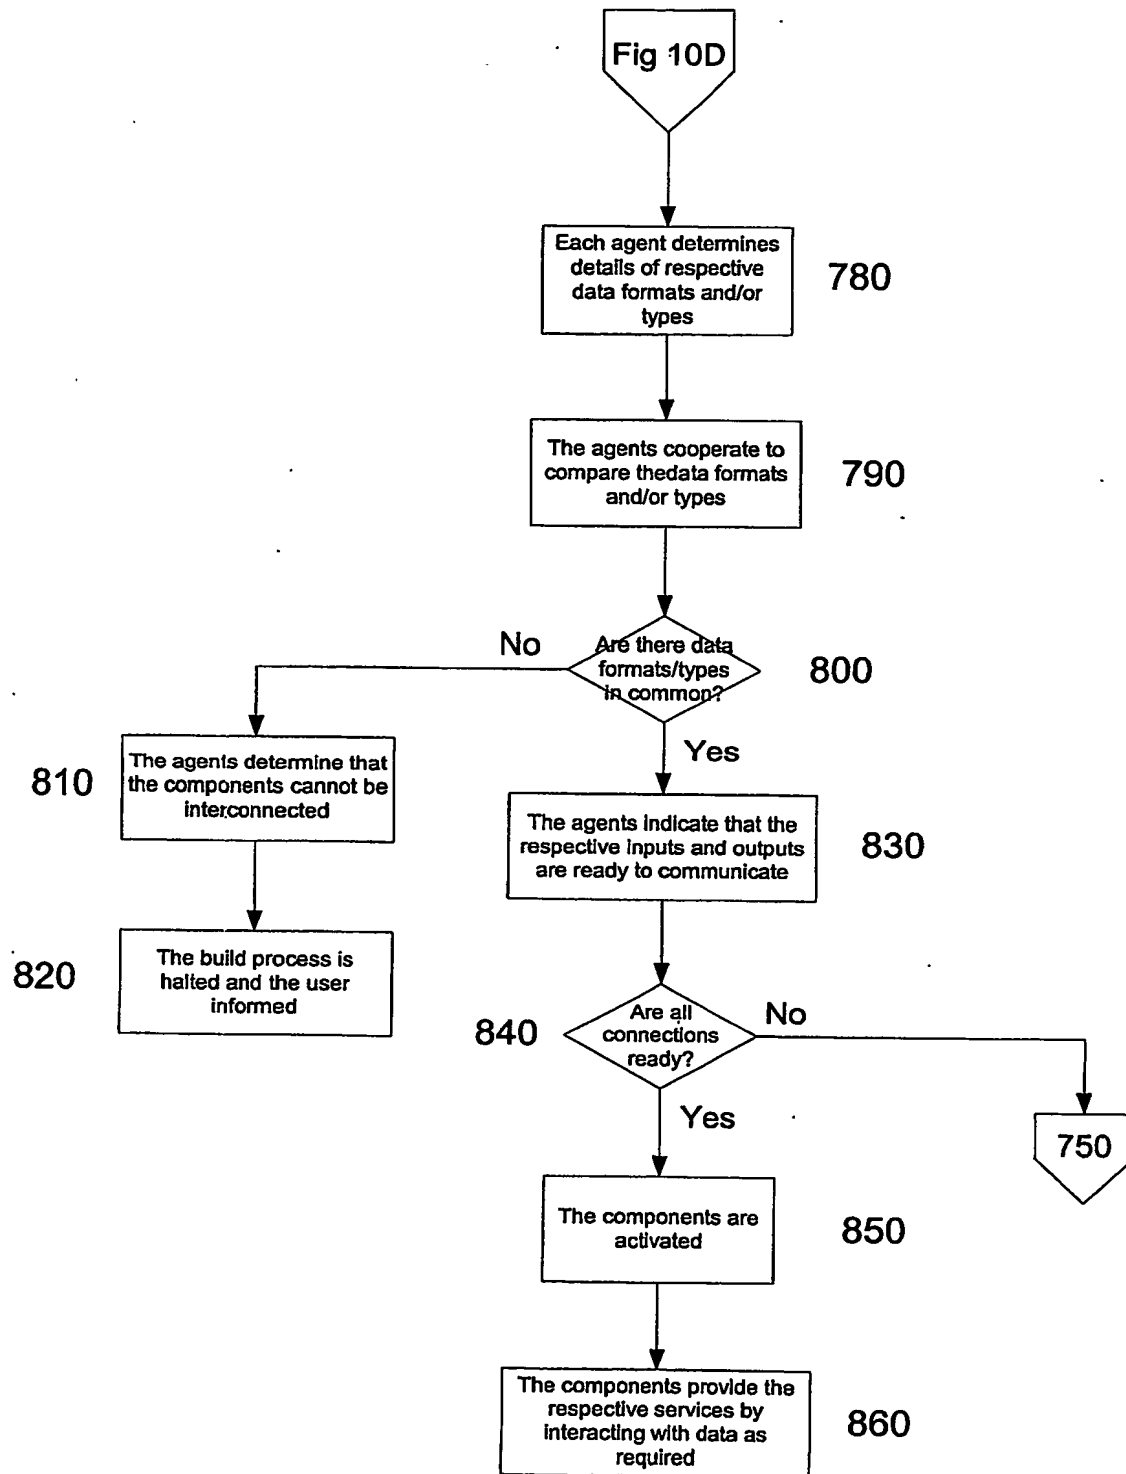 Fig 10D
Each agent determines
details of respective
data formats and/or
types
780
The agents cooperate to
compare thedata formats
and/or types
790
No
Are there data
formats/types
in common?
800
Yes
810
The agents determine that
the components cannot be
interconnected
The agents indicate that the
respective inputs and outputs
are ready to communicate
830
820
The build process is
halted and the user
informed
840
Are all
connections
ready?
No
Yes
750
The components are
activated
850
The components provide the
respective services by
interacting with data as
required
860